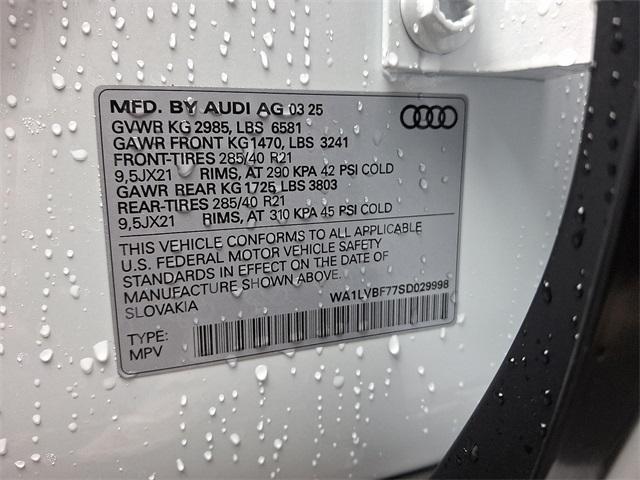 MFD. BY AUDI AG 03 25
GVWR KG 2985, LBS 6581
GAWR FRONT KG1470, LBS 3241
FRONT-TIRES 285/40 R21
9,5JX21 RIMS, AT 290 KPA 42 PSI COLD
GAWR REAR KG1725 LBS 3803
REAR-TIRES 285/40 R21
9,5JX21 RIMS, AT 310 KPA 45 PSI COLD
THIS VEHICLE CONFORMS TO ALL APPLICABLE
U.S. FEDERAL MOTOR VEHICLE SAFETY
STANDARDS IN EFFECT ON THE DATE OF
MANUFACTURE SHOWN ABOVE.
SLOVAKIA WA1LVBF77SD029998
TYPE:
MPV